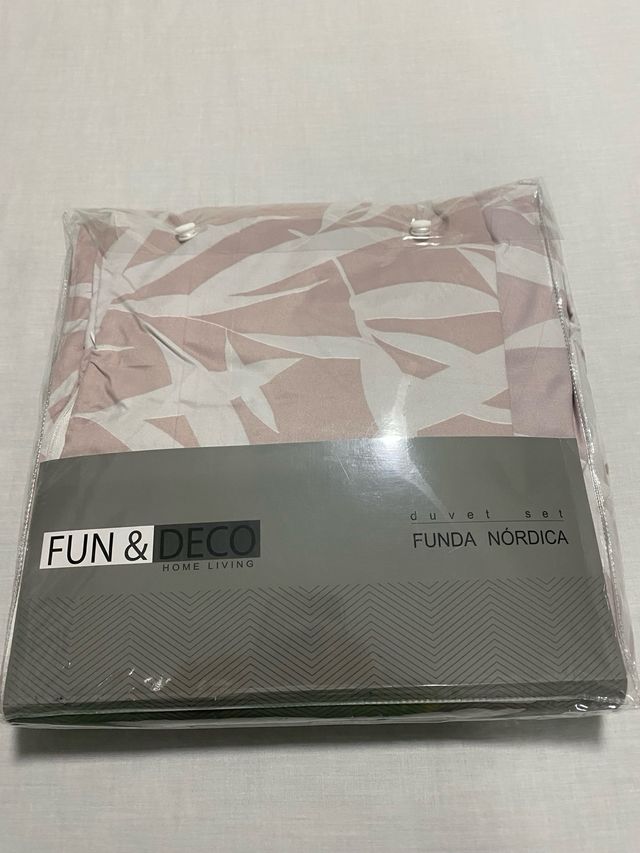 FUN & DECO
HOME LIVING
duvet set
FUNDA NÓRDICA